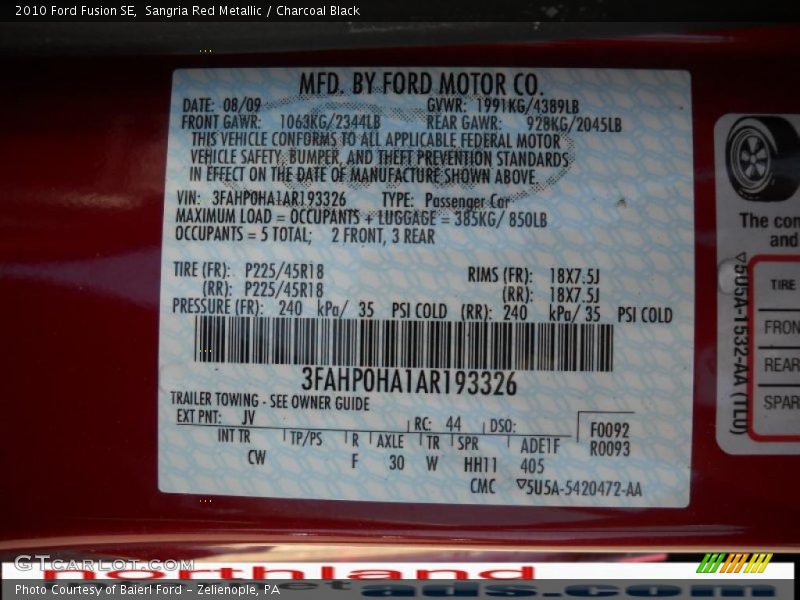 2010 Ford Fusion SE,  Sangria Red Metallic / Charcoal Black
MFD. BY FORD MOTOR CO.
DATE: 08/09   GVWR: 1991KG/4389LB
FRONT GAWR: 1063KG/2344LB   REAR GAWR: 928KG/2045LB
THIS VEHICLE CONFORMS TO ALL APPLICABLE FEDERAL MOTOR
VEHICLE SAFETY, BUMPER, AND THEFT PREVENTION STANDARDS
IN EFFECT ON THE DATE OF MANUFACTURE SHOWN ABOVE.
VIN: 3FAHP0HA1AR193326   TYPE: Passenger Car
MAXIMUM LOAD = OCCUPANTS + LUGGAGE = 385KG/ 850LB
OCCUPANTS = 5 TOTAL; 2 FRONT, 3 REAR
TIRE (FR): P225/45R18   RIMS (FR): 18X7.5J
(RR): P225/45R18   (RR): 18X7.5J
PRESSURE (FR): 240 kPa/ 35 PSI COLD (RR): 240 kPa/ 35 PSI COLD
3FAHP0HA1AR193326
TRAILER TOWING - SEE OWNER GUIDE
EXT PNT: JV   RC: 44   DSO:   F0092
INT TR   TP/PS   R   AXLE   TR   SPR   ADE1F   R0093
CW   F   30   W   HH11   405
CMC   ▽5U5A-5420472-AA
The con
and
▽5U5A-1532-AA (TL0)
TIRE
FRON
REAR
SPAR
GTCarLot.com
northland
ads.com
Photo Courtesy of Baierl Ford – Zelienople, PA